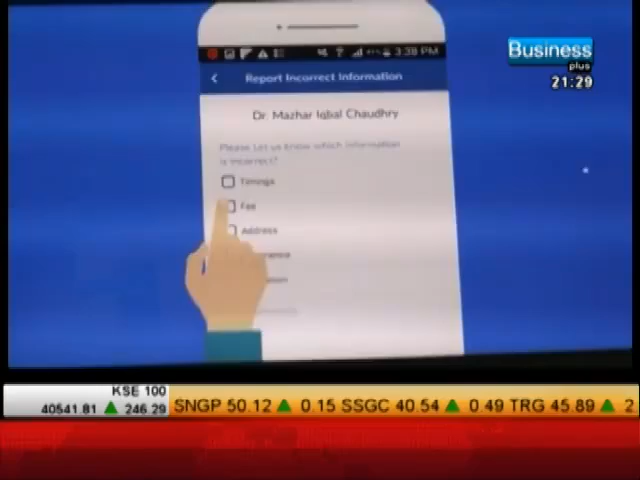 3:38 PM
Business
plus
21:29
Report Incorrect Information
Dr. Mazhar Iqbal Chaudhry
Please Let us know which information
is incorrect?
Timings
Fee
Address
KSE 100
40541.81 ▲ 246.29
SNGP 50.12 ▲ 0.15 SSGC 40.54 ▲ 0.49 TRG 45.89 ▲ 2